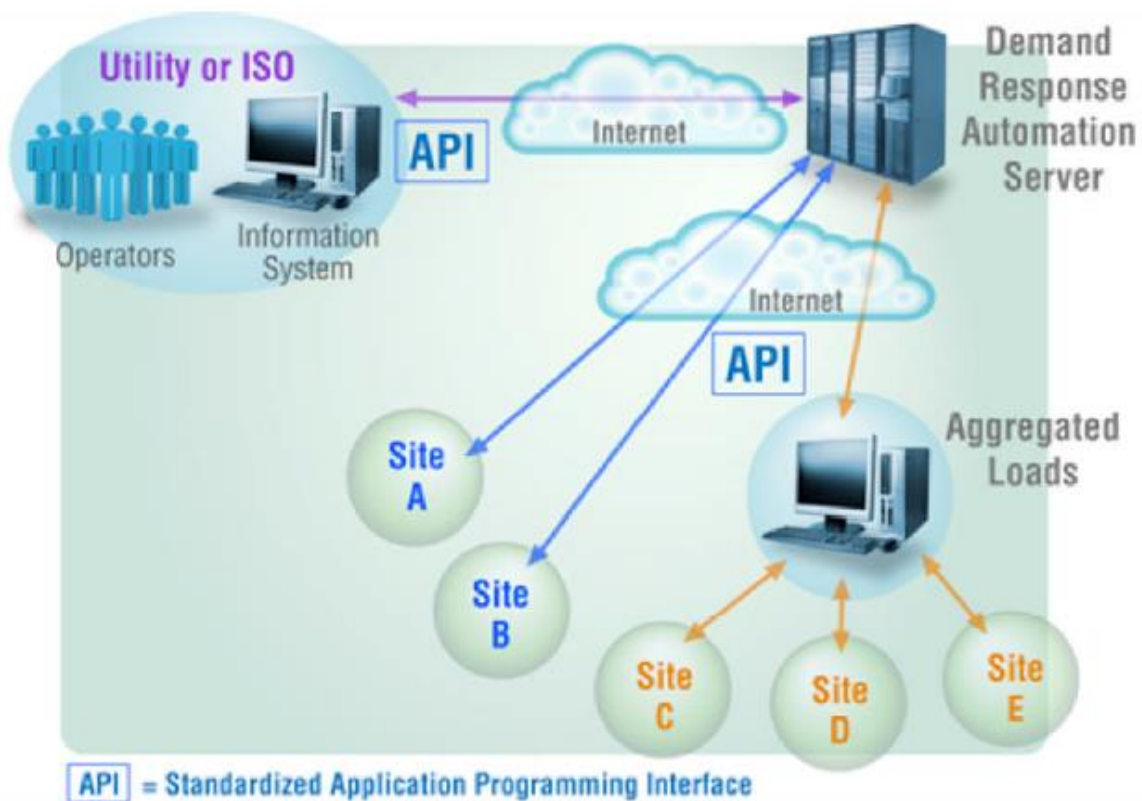 Utility or ISO
Operators
Information
System
API
Internet
Demand
Response
Automation
Server
Internet
API
Site
A
Site
B
Aggregated
Loads
Site
C
Site
D
Site
E
API = Standardized Application Programming Interface